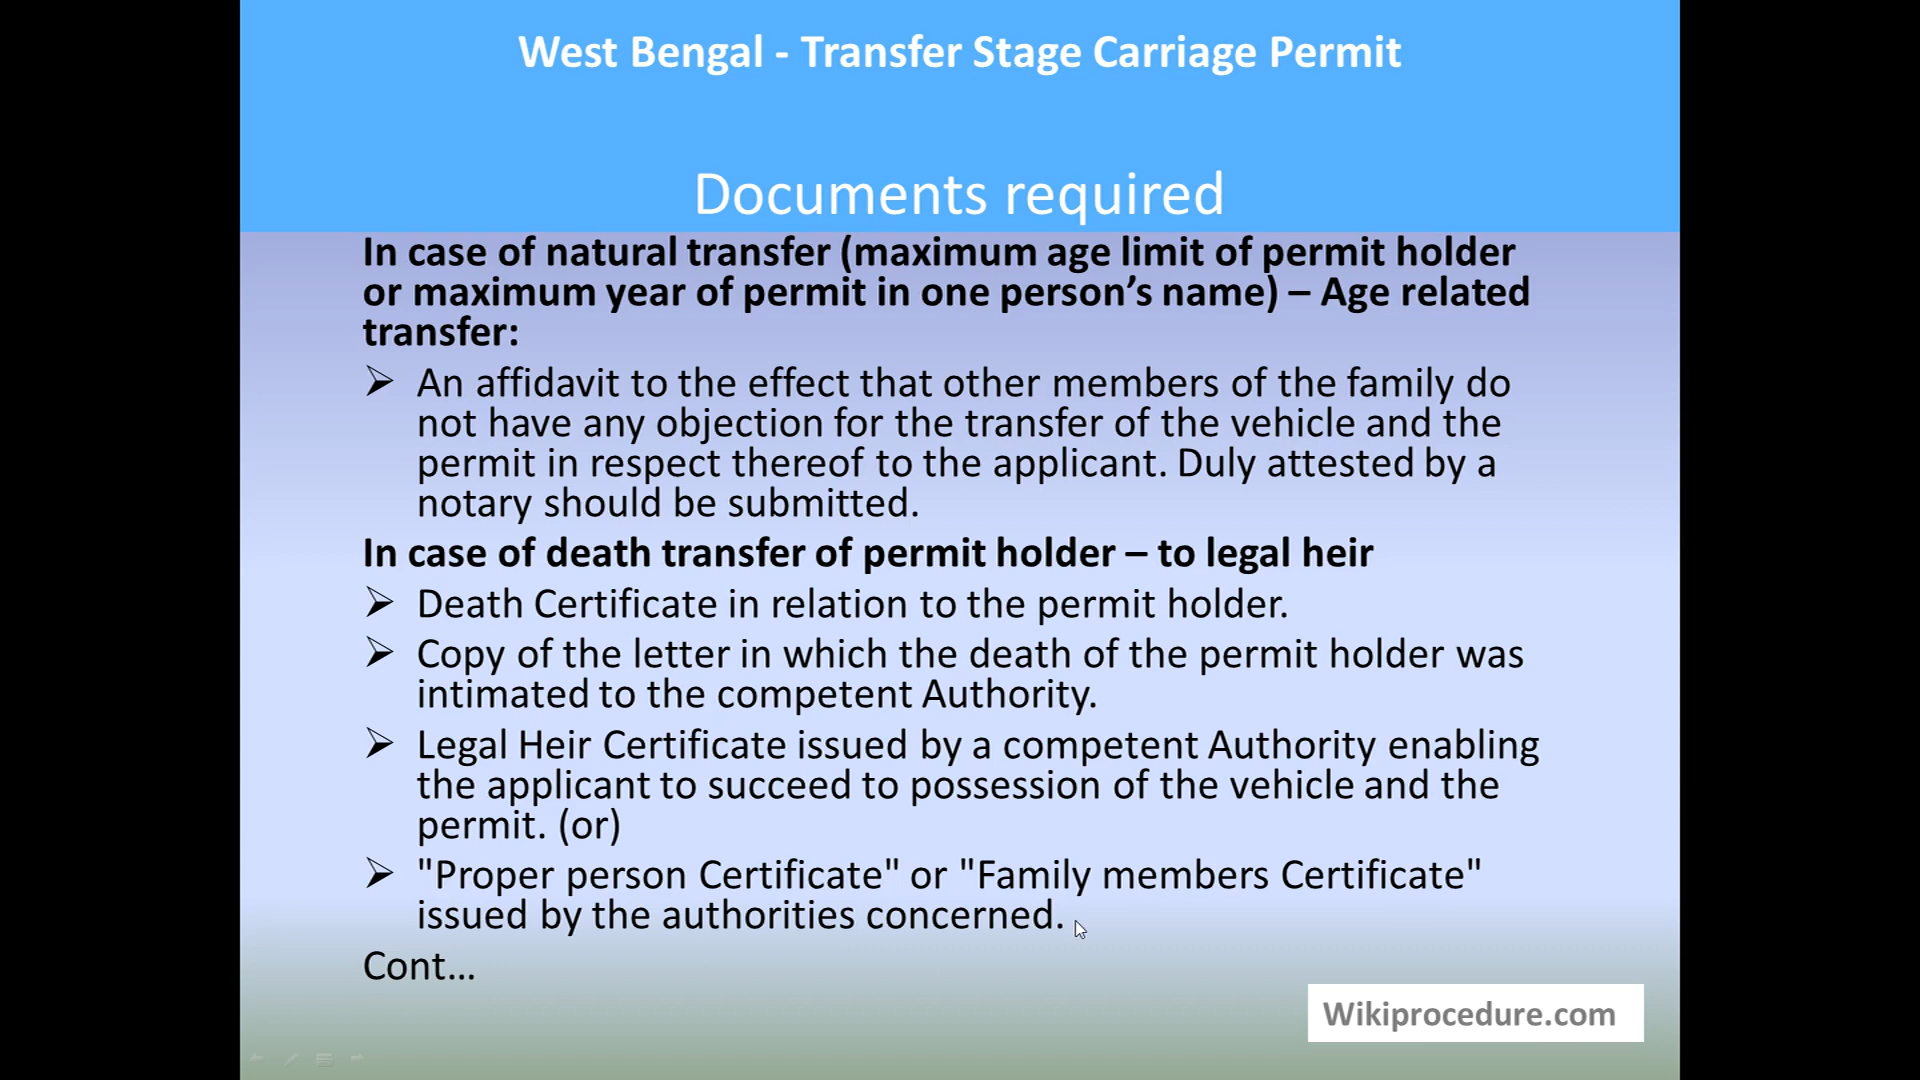 West Bengal - Transfer Stage Carriage Permit
Documents required
In case of natural transfer (maximum age limit of permit holder
or maximum year of permit in one person’s name) – Age related
transfer:
➢ An affidavit to the effect that other members of the family do
not have any objection for the transfer of the vehicle and the
permit in respect thereof to the applicant. Duly attested by a
notary should be submitted.
In case of death transfer of permit holder – to legal heir
➢ Death Certificate in relation to the permit holder.
➢ Copy of the letter in which the death of the permit holder was
intimated to the competent Authority.
➢ Legal Heir Certificate issued by a competent Authority enabling
the applicant to succeed to possession of the vehicle and the
permit. (or)
➢ "Proper person Certificate" or "Family members Certificate"
issued by the authorities concerned.
Cont…
Wikiprocedure.com